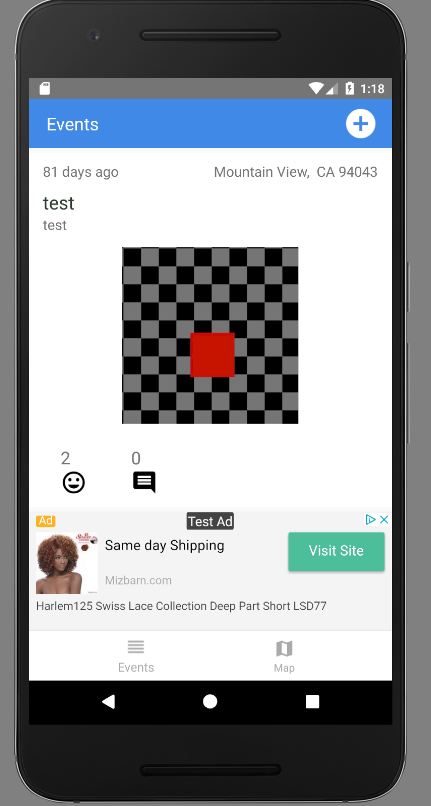 1:18
Events
81 days ago
Mountain View, CA 94043
test
test
2 0
Ad
Test Ad
Same day Shipping
Visit Site
Mizbarn.com
Harlem125 Swiss Lace Collection Deep Part Short LSD77
Events
Map